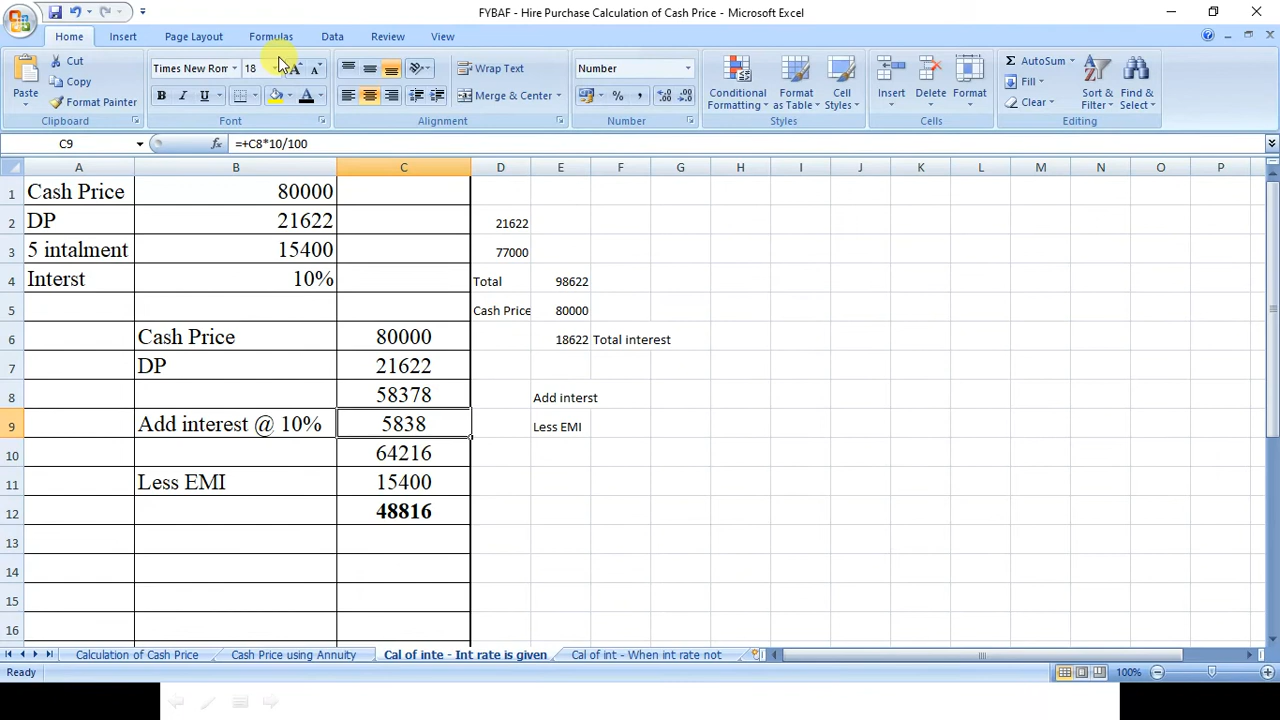 FYBAF - Hire Purchase Calculation of Cash Price - Microsoft Excel
Home Insert Page Layout Formulas Data Review View
Cut
Copy
Format Painter
Paste
Clipboard
Times New Rom 18
B I U
Font
Wrap Text
Merge & Center
Alignment
Number
Number
Conditional Formatting
Format as Table
Cell Styles
Styles
Insert Delete Format
Cells
AutoSum
Fill
Clear
Sort & Filter
Find & Select
Editing
C9 =+C8*10/100
A B C D E F G H I J K L M N O P
1 Cash Price 80000
2 DP 21622 21622
3 5 intalment 15400 77000
4 Interst 10% Total 98622
5 Cash Price 80000
6 Cash Price 80000 18622 Total interest
7 DP 21622
8 58378 Add interst
9 Add interest @ 10% 5838 Less EMI
10 64216
11 Less EMI 15400
12 48816
13
14
15
16
Calculation of Cash Price Cash Price using Annuity Cal of inte - Int rate is given Cal of int - When int rate not
Ready 100%